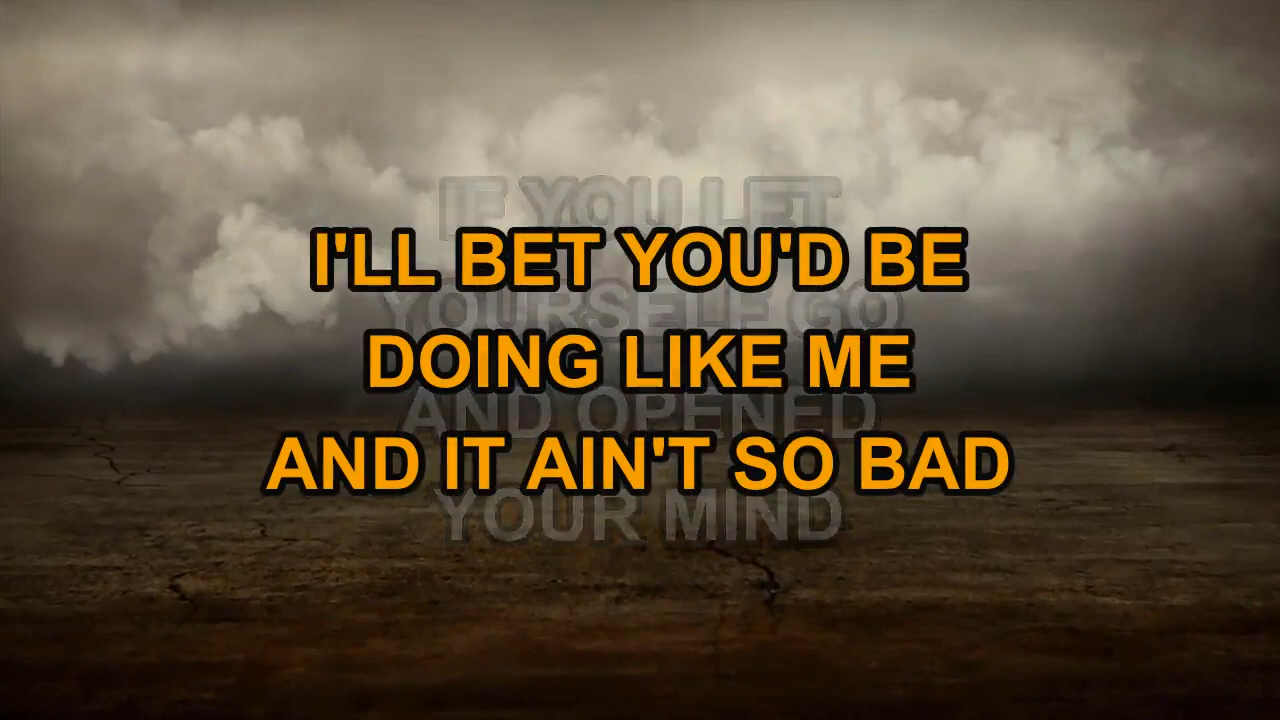 IF YOU LET
I'LL BET YOU'D BE
YOURSELF GO
DOING LIKE ME
AND OPENED
AND IT AIN'T SO BAD
YOUR MIND